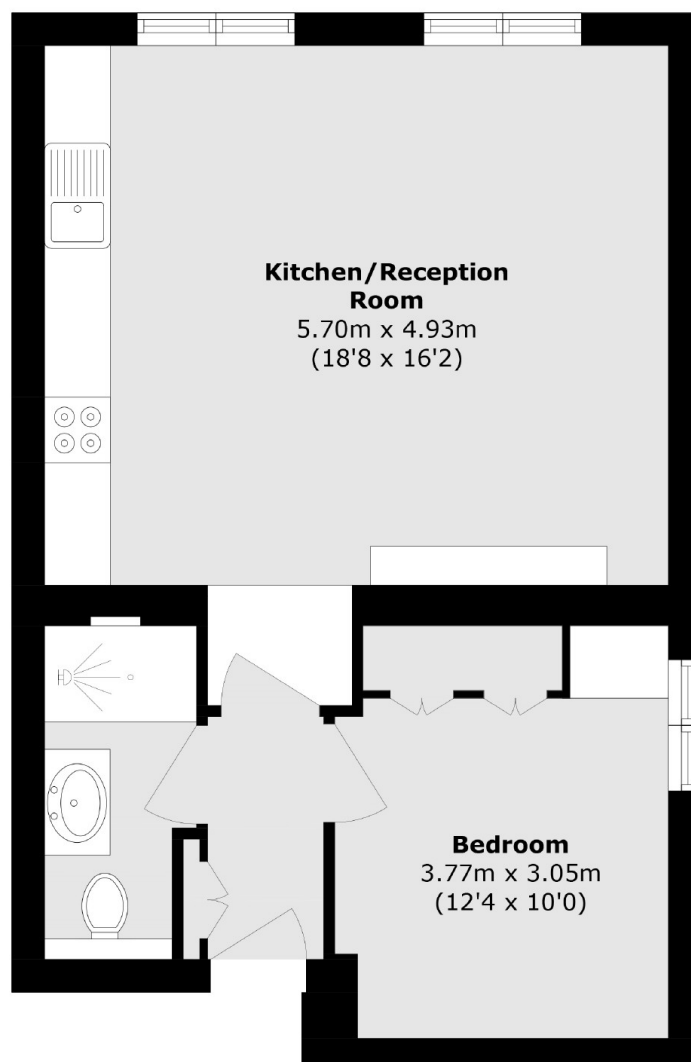 Kitchen/Reception
Room
5.70m x 4.93m
(18'8 x 16'2)
Bedroom
3.77m x 3.05m
(12'4 x 10'0)